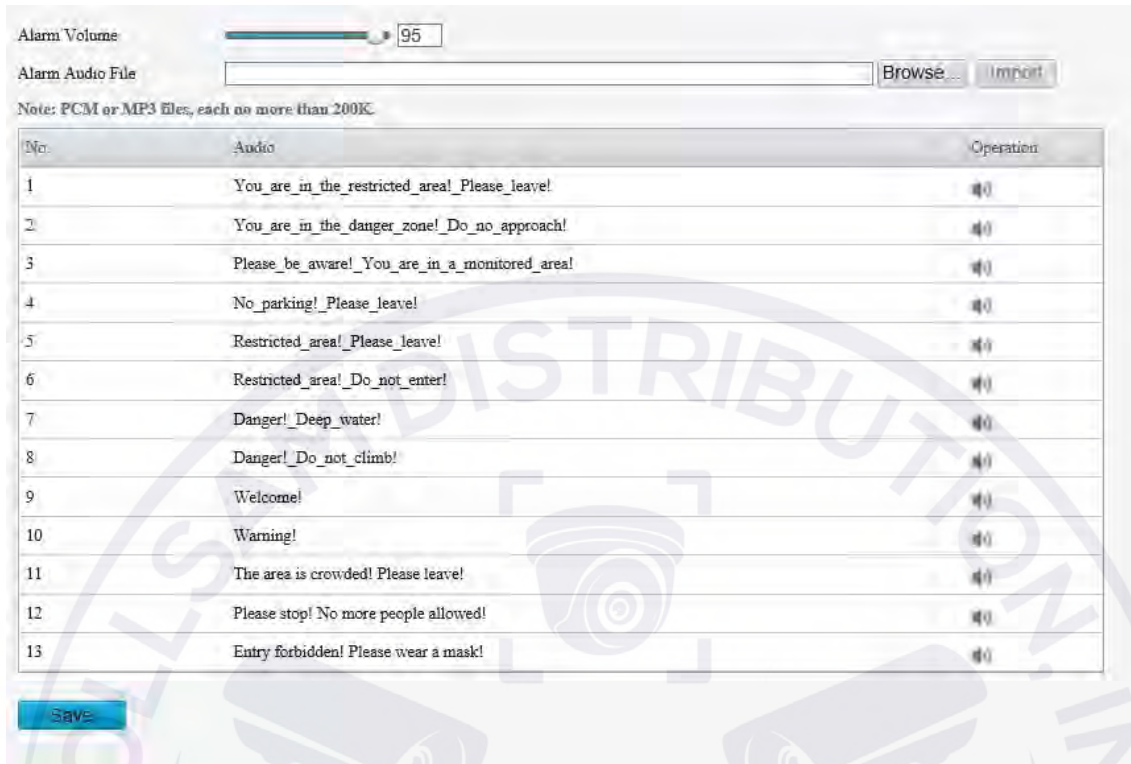 Alarm Volume 95
Alarm Audio File Browse... Import
Note: PCM or MP3 files, each no more than 200K.
No. Audio Operation
1 You_are_in_the_restricted_area!_Please_leave!
2 You_are_in_the_danger_zone!_Do_no_approach!
3 Please_be_aware!_You_are_in_a_monitored_area!
4 No_parking!_Please_leave!
5 Restricted_area!_Please_leave!
6 Restricted_area!_Do_not_enter!
7 Danger!_Deep_water!
8 Danger!_Do_not_climb!
9 Welcome!
10 Warning!
11 The area is crowded! Please leave!
12 Please stop! No more people allowed!
13 Entry forbidden! Please wear a mask!
Save
OLLSAM DISTRIBUTION, IN